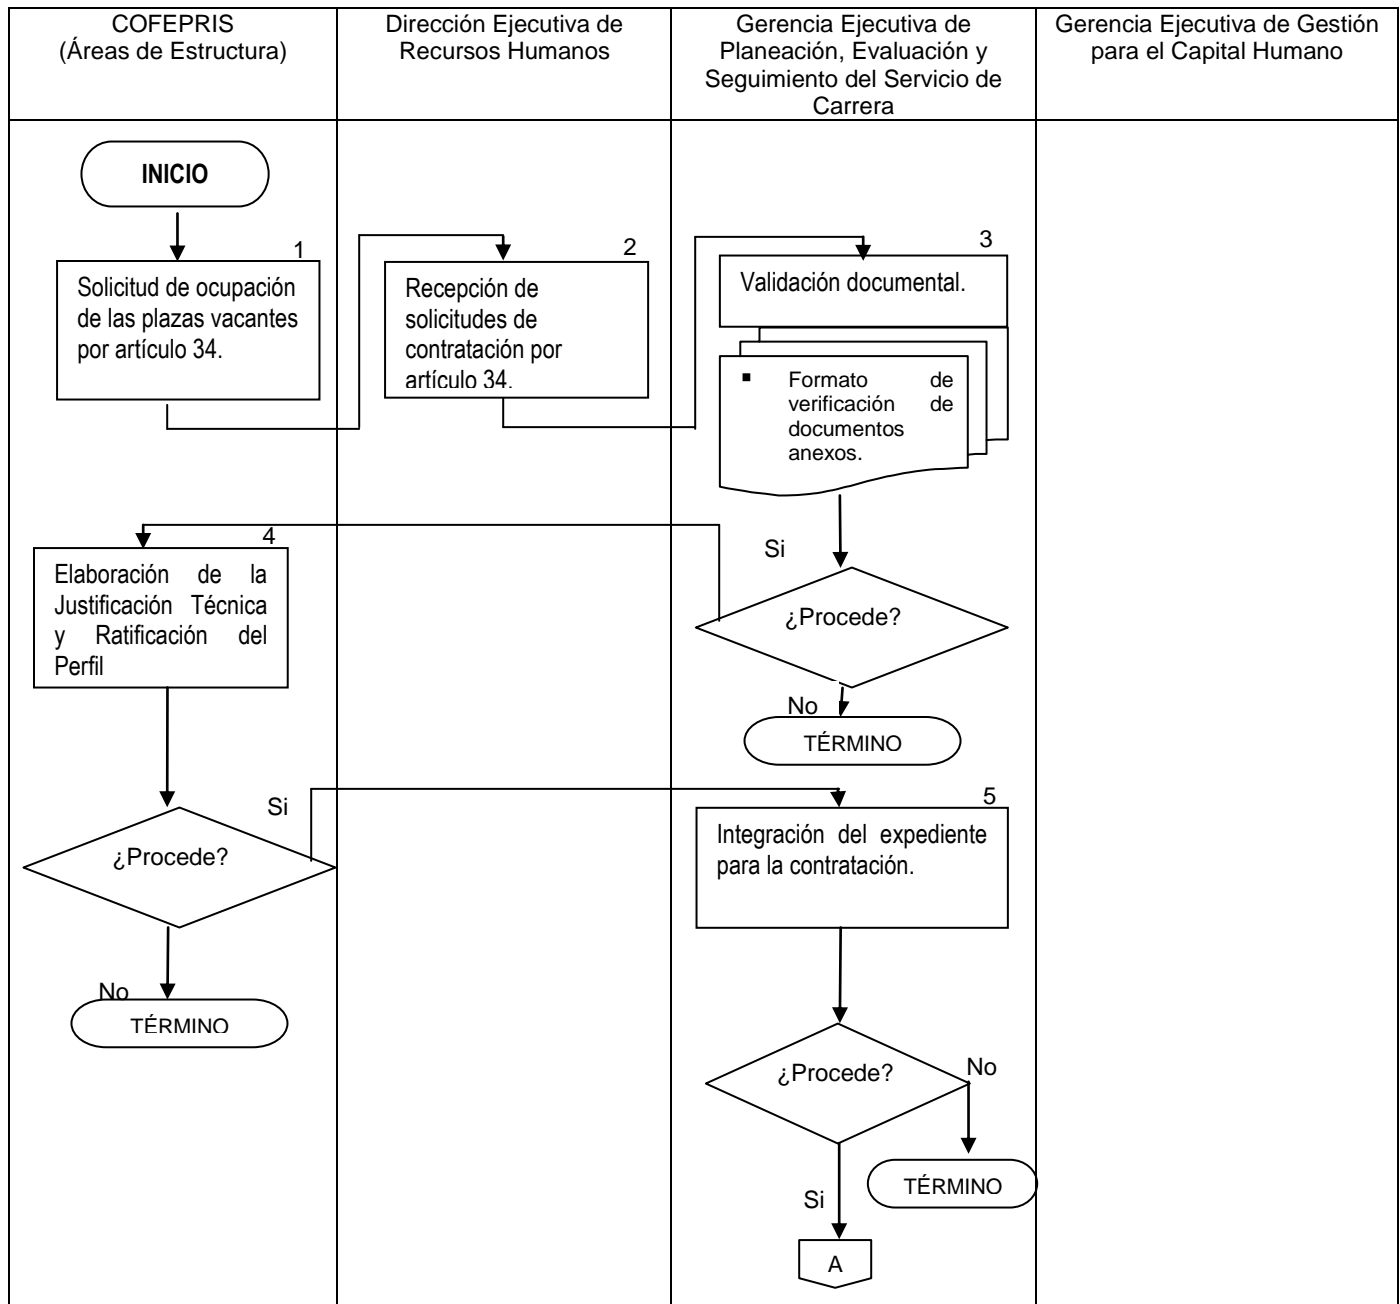 COFEPRIS
(Áreas de Estructura)
Dirección Ejecutiva de
Recursos Humanos
Gerencia Ejecutiva de
Planeación, Evaluación y
Seguimiento del Servicio de
Carrera
Gerencia Ejecutiva de Gestión
para el Capital Humano
INICIO
1
Solicitud de ocupación
de las plazas vacantes
por artículo 34.
2
Recepción de
solicitudes de
contratación por
artículo 34.
3
Validación documental.
▪ Formato de
verificación de
documentos
anexos.
Si
¿Procede?
No
TÉRMINO
4
Elaboración de la
Justificación Técnica
y Ratificación del
Perfil
Si
¿Procede?
No
TÉRMINO
5
Integración del expediente
para la contratación.
¿Procede?
No
TÉRMINO
Si
A